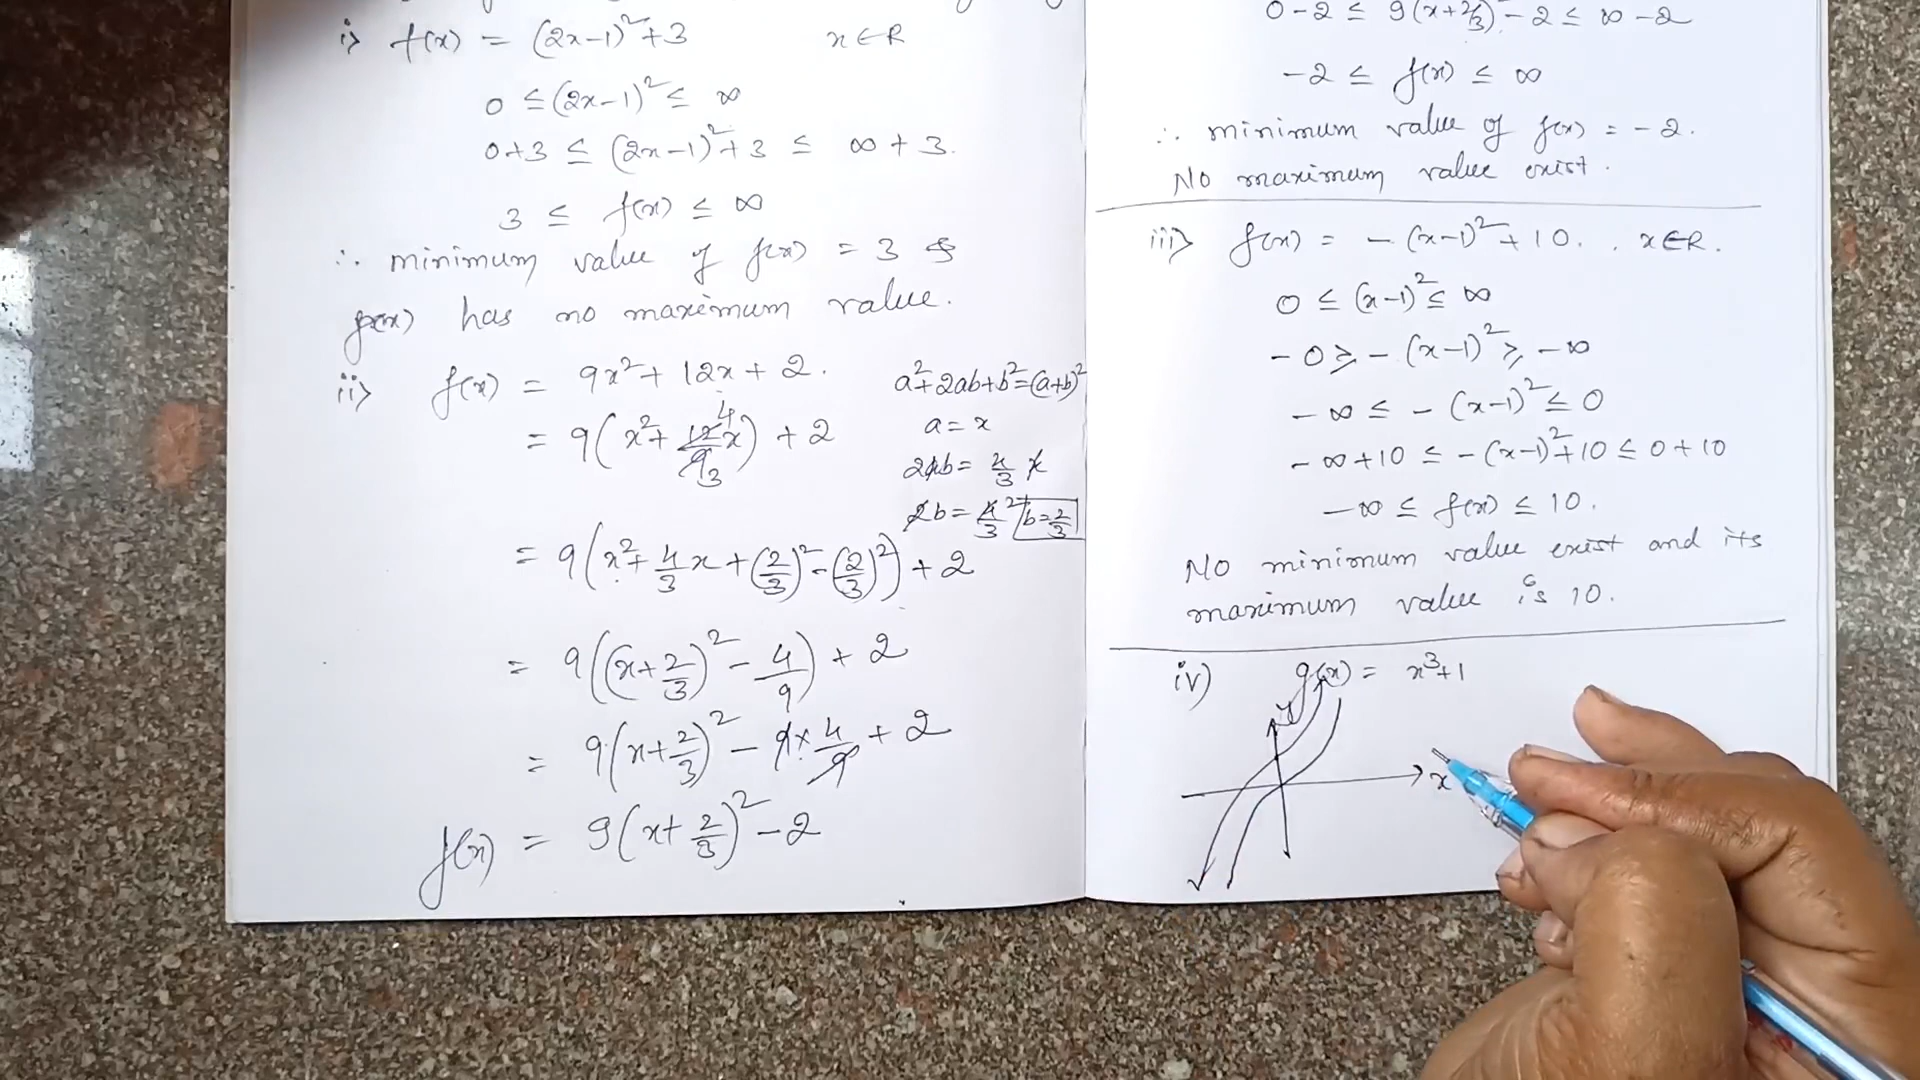 i) f(x) = (2x-1)² + 3 x ∈ R
0 ≤ (2x-1)² ≤ ∞
0+3 ≤ (2x-1)² + 3 ≤ ∞ + 3.
3 ≤ f(x) ≤ ∞
∴ minimum value of f(x) = 3 &
f(x) has no maximum value.
ii) f(x) = 9x² + 12x + 2.
= 9(x² + 12/9 x) + 2
4
3
a²+2ab+b²=(a+b)²
a = x
2ab = 4/3 x
2b = 4/3 2 b = 2/3
= 9(x² + 4/3 x + (2/3)² - (2/3)²) + 2
= 9((x+2/3)² - 4/9) + 2
= 9(x+2/3)² - 9 × 4/9 + 2
f(x) = 9(x + 2/3)² - 2
0-2 ≤ 9(x+2/3)² - 2 ≤ ∞ - 2
-2 ≤ f(x) ≤ ∞
∴ minimum value of f(x) = -2.
No maximum value exist.
iii) f(x) = -(x-1)² + 10. , x ∈ R.
0 ≤ (x-1)² ≤ ∞
-0 ≥ -(x-1)² ≥ -∞
-∞ ≤ -(x-1)² ≤ 0
-∞+10 ≤ -(x-1)²+10 ≤ 0+10
-∞ ≤ f(x) ≤ 10.
No minimum value exist and its
maximum value is 10.
iv) g(x) = x³+1
y
x